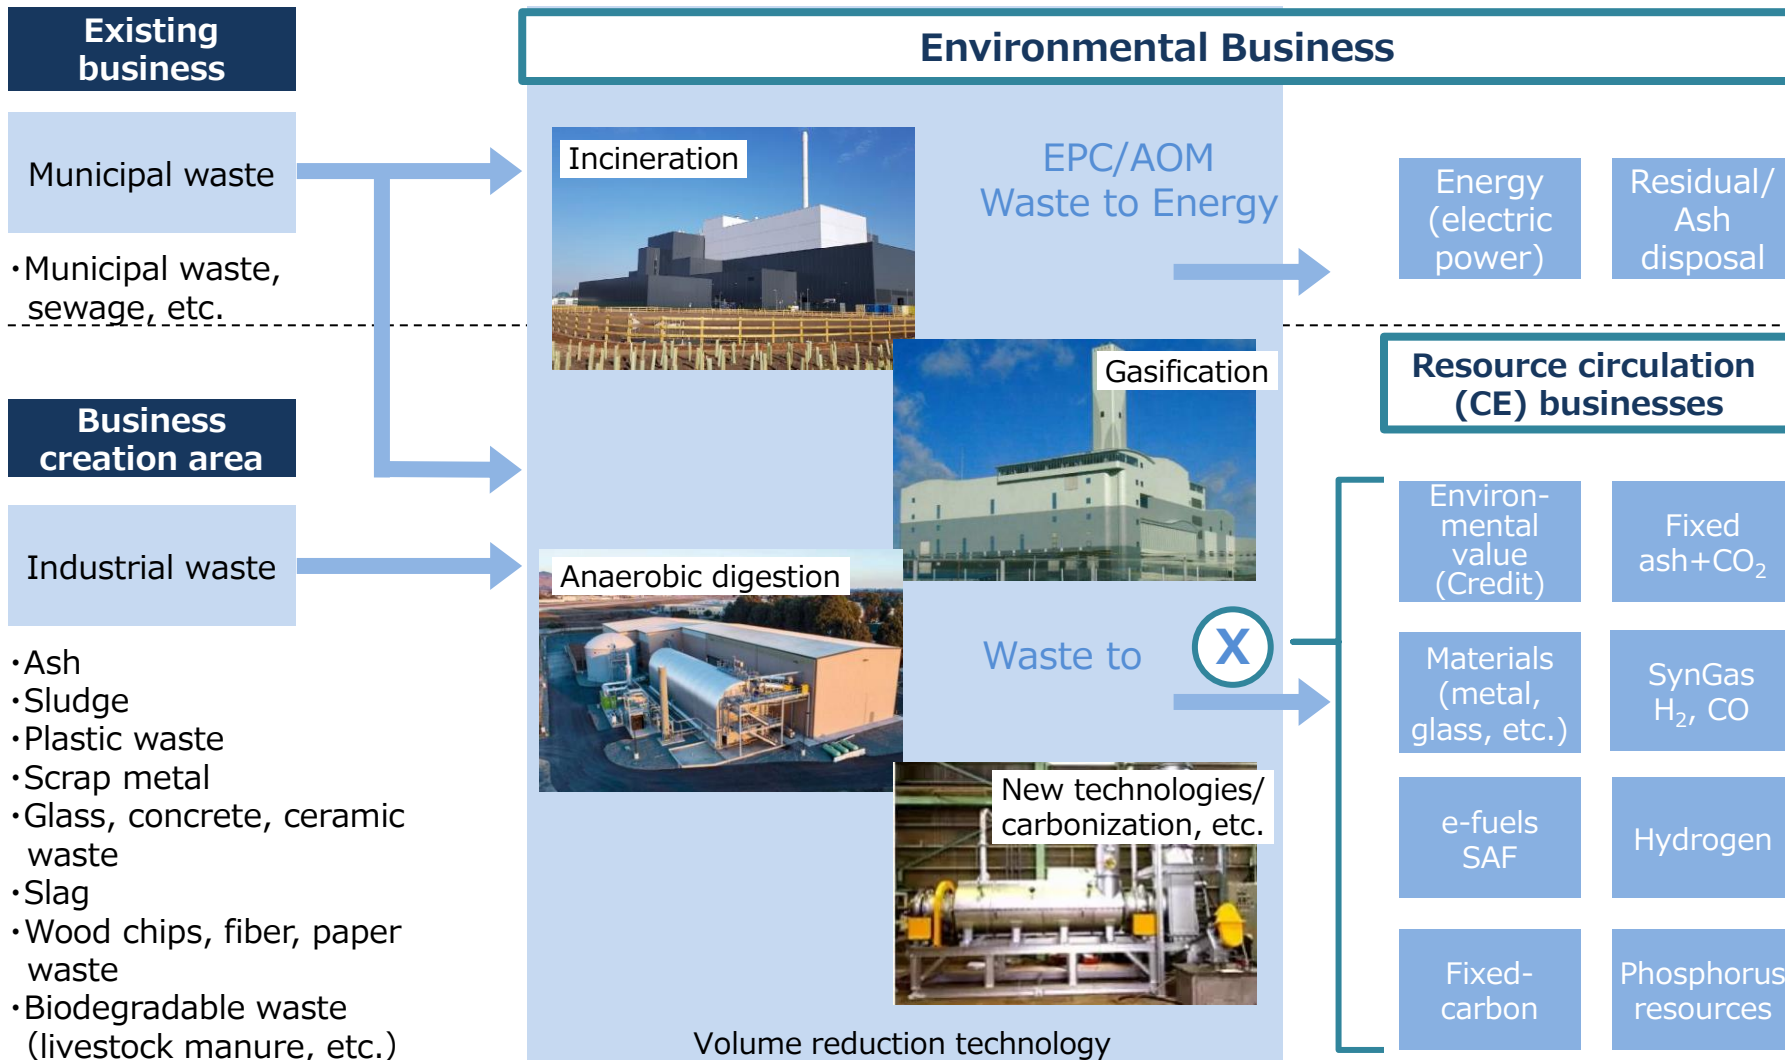 Existing
business
Environmental Business
Municipal waste
・Municipal waste,
sewage, etc.
Incineration
EPC/AOM
Waste to Energy
Energy
(electric
power)
Residual/
Ash
disposal
Business
creation area
Industrial waste
・Ash
・Sludge
・Plastic waste
・Scrap metal
・Glass, concrete, ceramic
waste
・Slag
・Wood chips, fiber, paper
waste
・Biodegradable waste
(livestock manure, etc.)
Gasification
Anaerobic digestion
Waste to
X
New technologies/
carbonization, etc.
Volume reduction technology
Resource circulation
(CE) businesses
Environ-
mental
value
(Credit)
Fixed
ash+CO₂
Materials
(metal,
glass, etc.)
SynGas
H₂, CO
e-fuels
SAF
Hydrogen
Fixed-
carbon
Phosphorus
resources